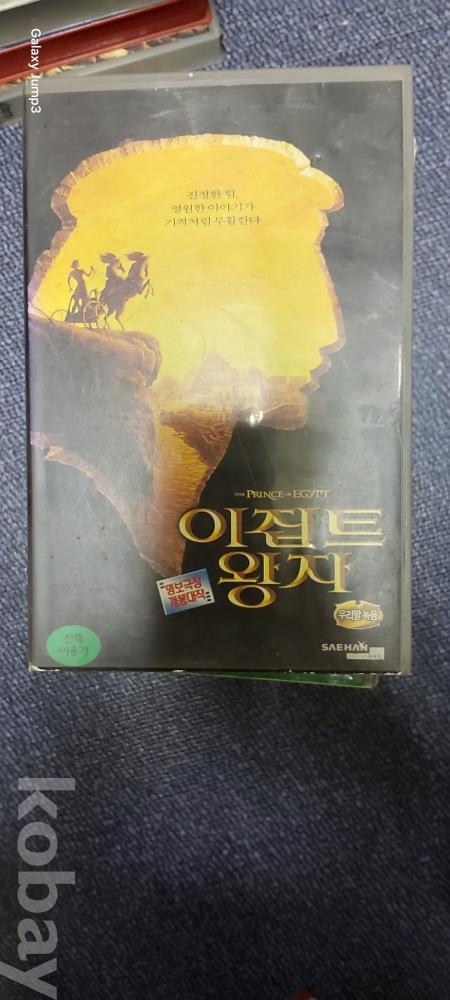 Galaxy Jump3
진정한 힘,
영원한 이야기가
기적처럼 부활한다
THE PRINCE OF EGYPT
이집트
왕자
명보극장
개봉대작
우리말 녹음
전체
이용가
SAEHAN
kobay